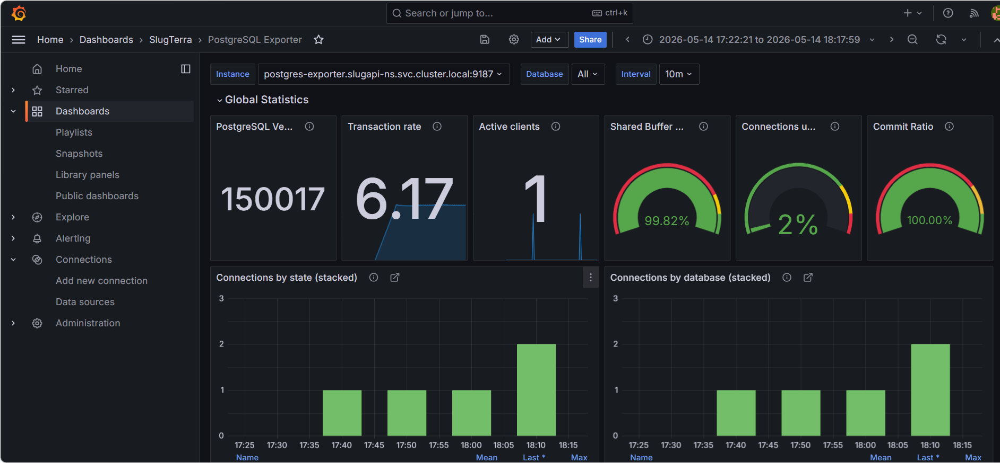 Search or jump to... ctrl+k
Home › Dashboards › SlugTerra › PostgreSQL Exporter
Add Share 2026-05-14 17:22:21 to 2026-05-14 18:17:59
Home
Starred
Dashboards
Playlists
Snapshots
Library panels
Public dashboards
Explore
Alerting
Connections
Add new connection
Data sources
Administration
Instance postgres-exporter.slugapi-ns.svc.cluster.local:9187 Database All Interval 10m
Global Statistics
PostgreSQL Ve...
150017
Transaction rate
6.17
Active clients
1
Shared Buffer ...
99.82%
Connections u...
2%
Commit Ratio
100.00%
Connections by state (stacked)
3
2
1
0
17:25 17:30 17:35 17:40 17:45 17:50 17:55 18:00 18:05 18:10 18:15
Name Mean Last * Max
Connections by database (stacked)
3
2
1
0
17:25 17:30 17:35 17:40 17:45 17:50 17:55 18:00 18:05 18:10 18:15
Name Mean Last * Max